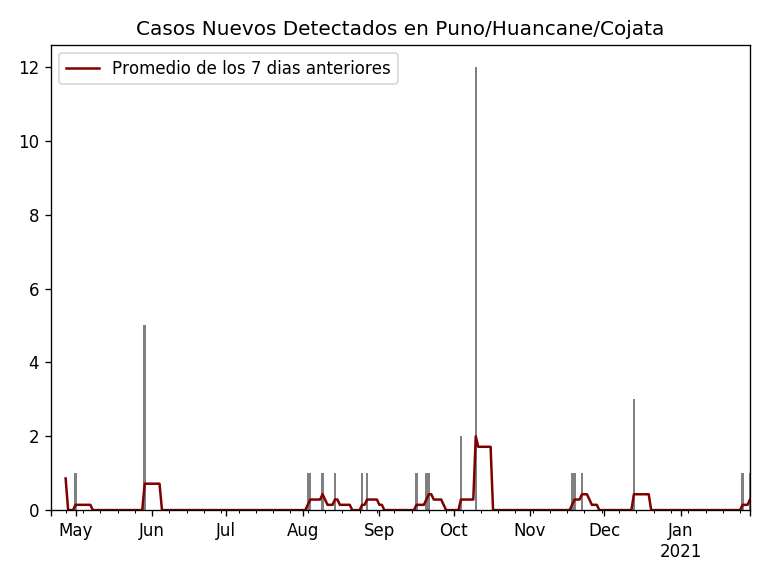 Casos Nuevos Detectados en Puno/Huancane/Cojata
Promedio de los 7 dias anteriores
12
10
8
6
4
2
0
May Jun Jul Aug Sep Oct Nov Dec Jan
2021